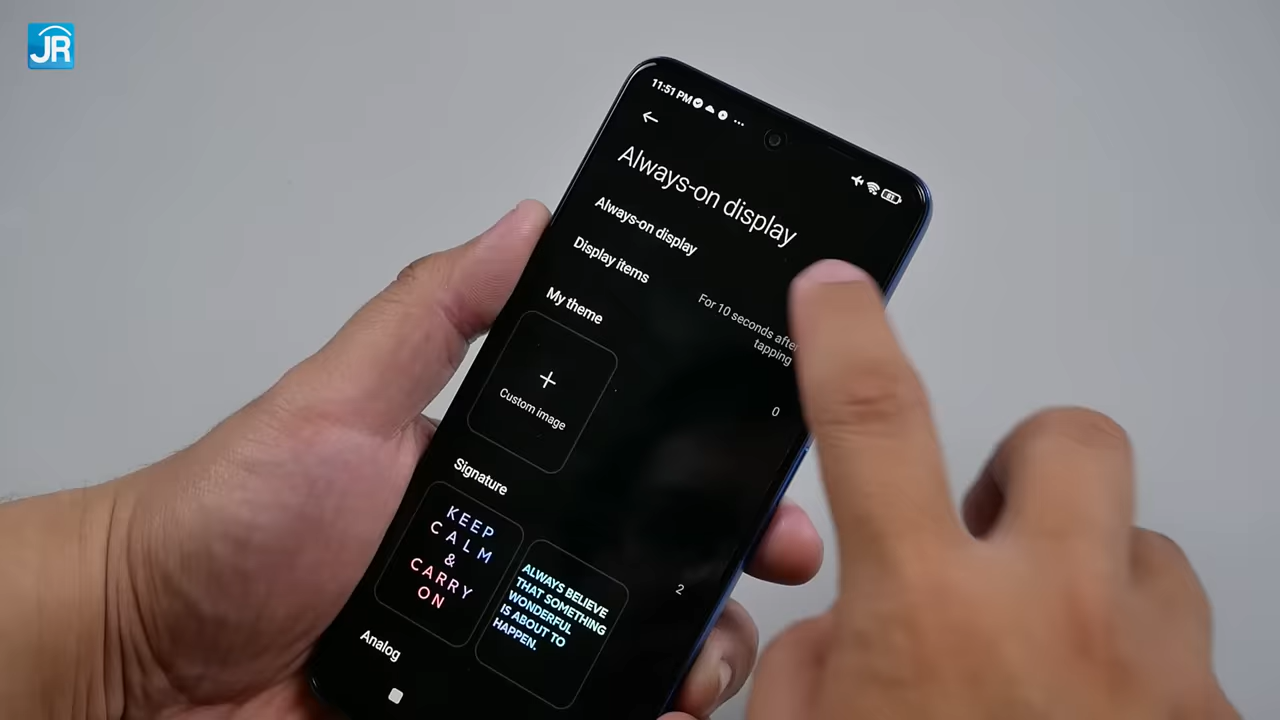 JR
11:51 PM
81
Always-on display
Always-on display
Display items
For 10 seconds after
tapping
My theme
0
Custom image
Signature
2
KEEP
CALM
&
CARRY
ON
ALWAYS BELIEVE
THAT SOMETHING
WONDERFUL
IS ABOUT TO
HAPPEN.
Analog